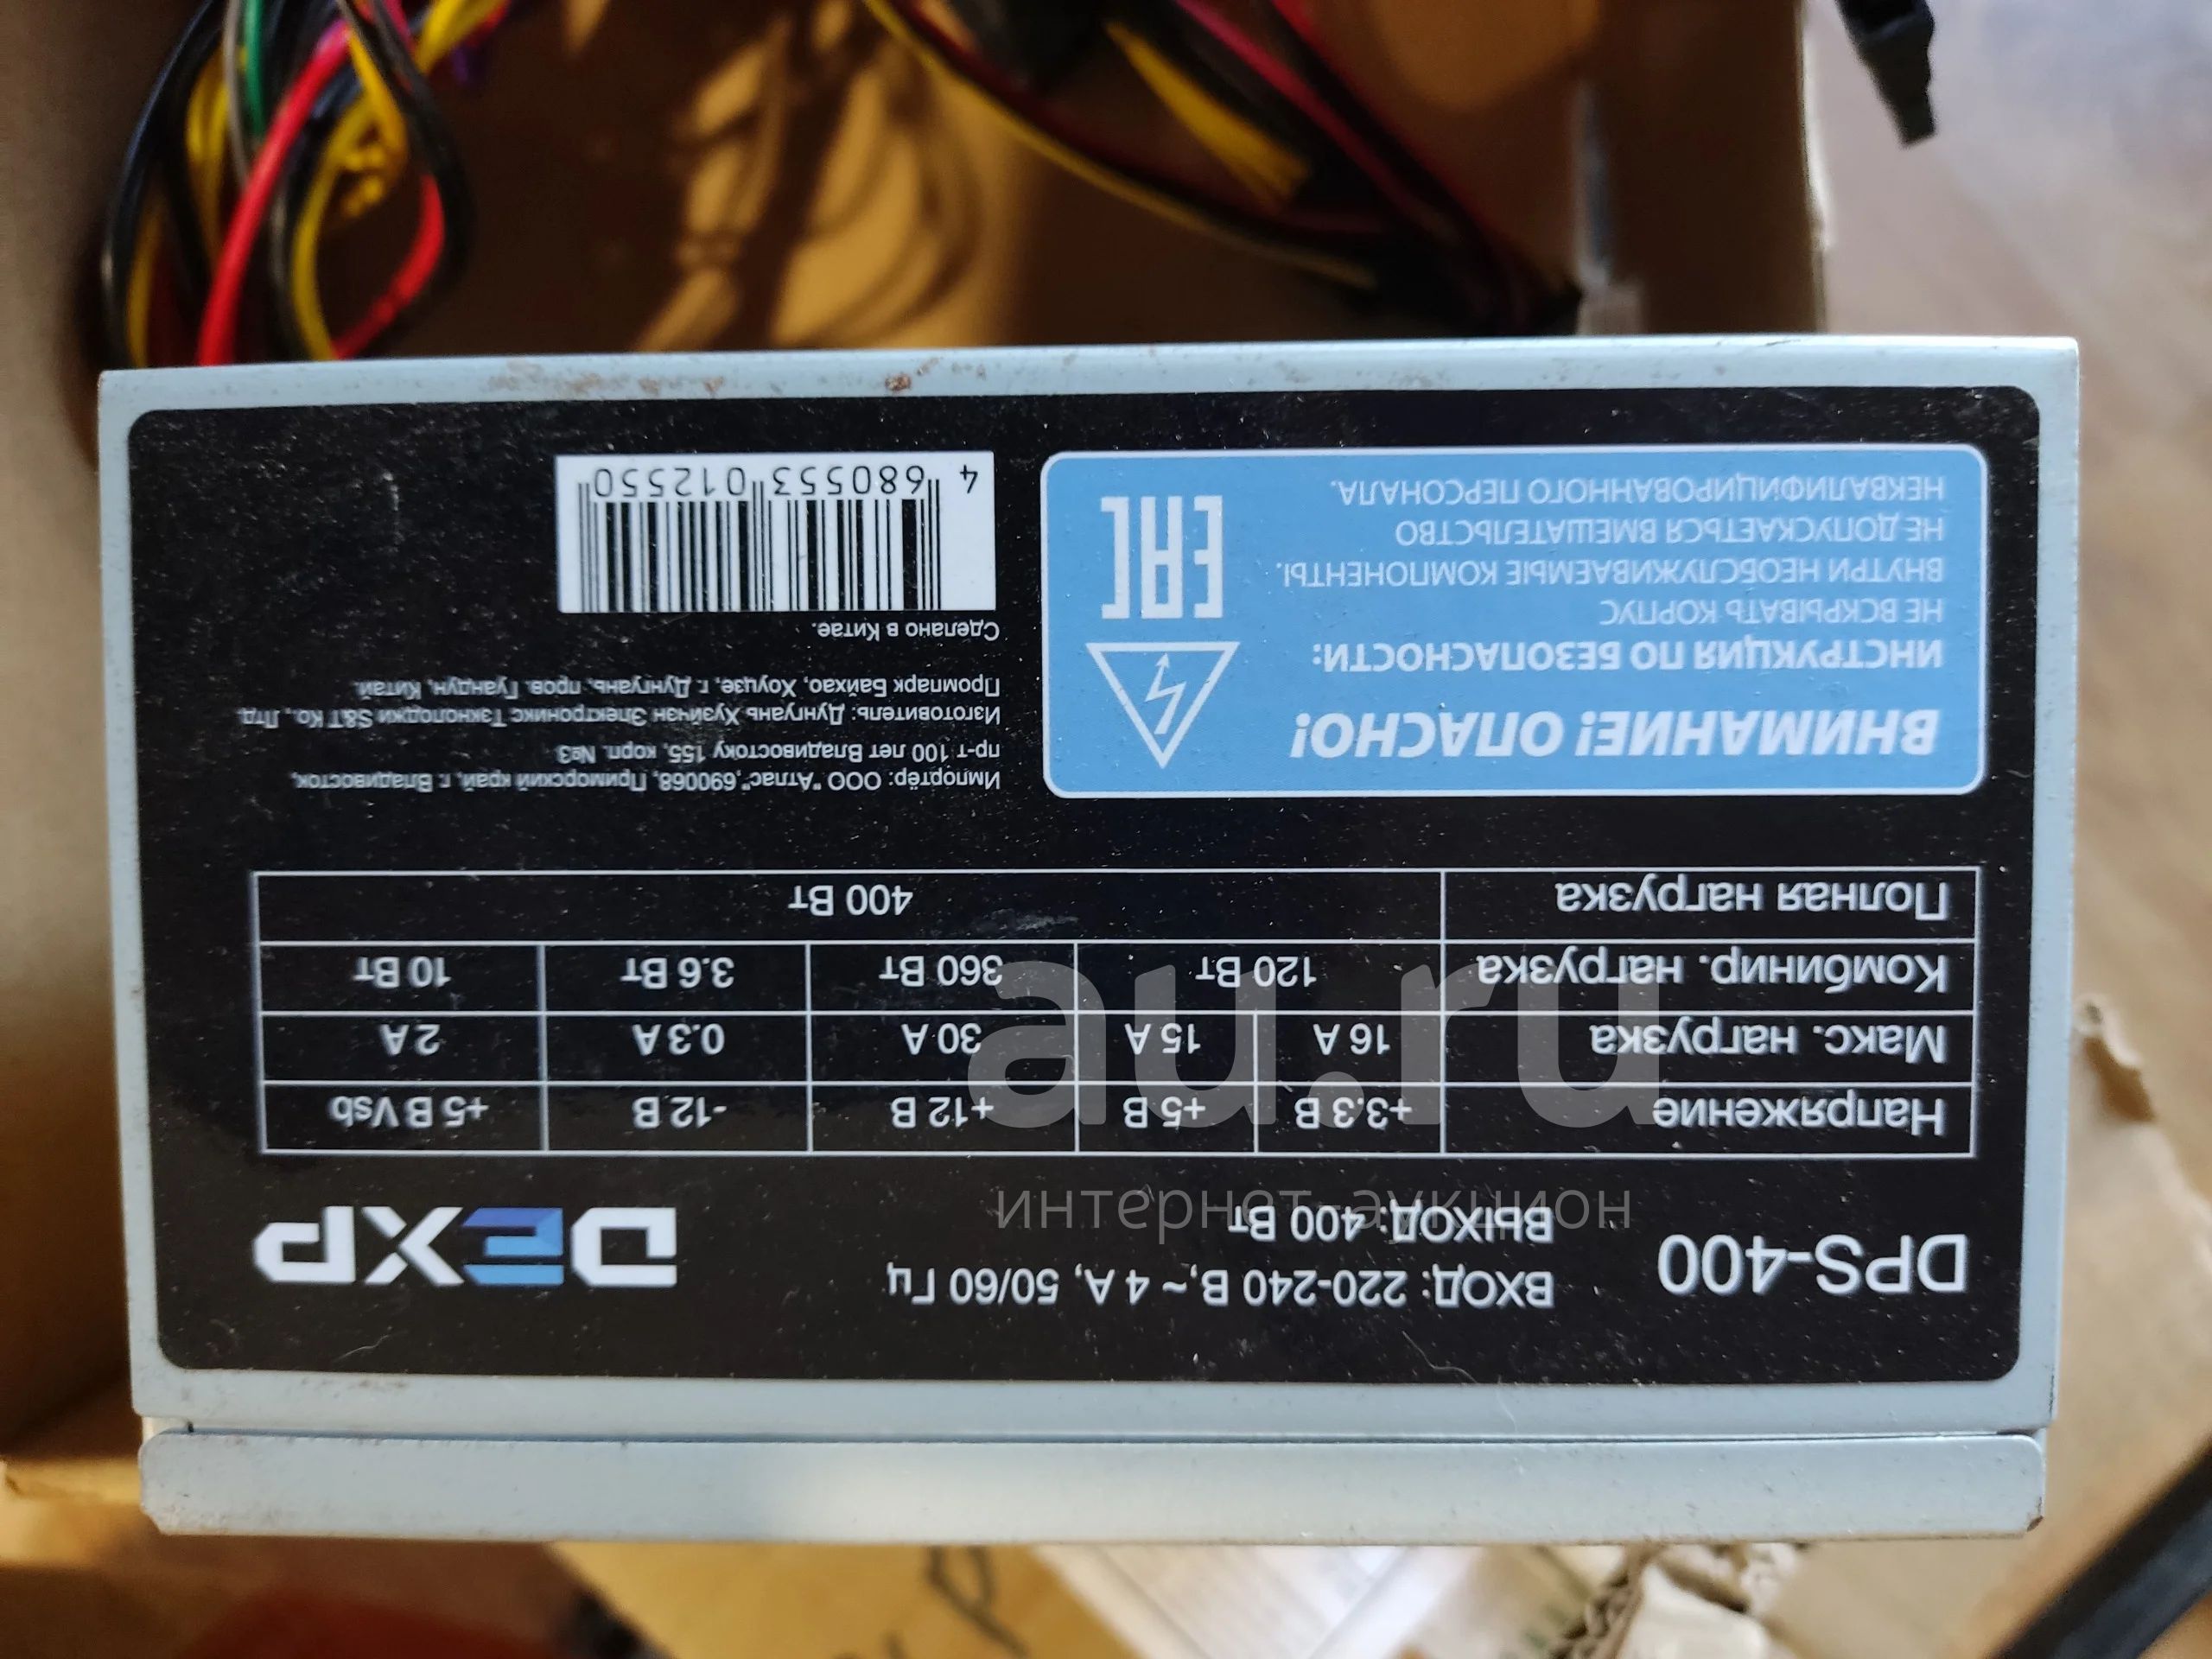 DPS-400
ВХОД: 220-240 В,~ 4 А, 50/60 Гц
ВЫХОД: 400 Вт
DEXP
Напряжение +3.3 В +5 В +12 В -12 В +5 В Vsb
Макс. нагрузка 16 А 15 А 30 А 0.3 А 2 А
Комбинир. нагрузка 120 Вт 360 Вт 3.6 Вт 10 Вт
Полная нагрузка 400 Вт
ВНИМАНИЕ! ОПАСНО!
ИНСТРУКЦИЯ ПО БЕЗОПАСНОСТИ:
НЕ ВСКРЫВАТЬ КОРПУС
ВНУТРИ НЕОБСЛУЖИВАЕМЫЕ КОМПОНЕНТЫ.
НЕ ДОПУСКАЕТЬСЯ ВМЕШАТЕЛЬСТВО
НЕКВАЛИФИЦИРОВАННОГО ПЕРСОНАЛА.
EAC
Импортёр: ООО "Атлас",690068, Приморский край, г. Владивосток,
пр-т 100 лет Владивостоку 155, корп. №3
Изготовитель: Дунгуань Хуэйчэн Электроникс Тэкнолоджи S&T Ко., Лтд.
Промпарк Байхао, Хоуцзе, г. Дунгуань, пров. Гуандун, Китай.
Сделано в Китае.
4 680553 012550
au.ru
интернет-аукцион